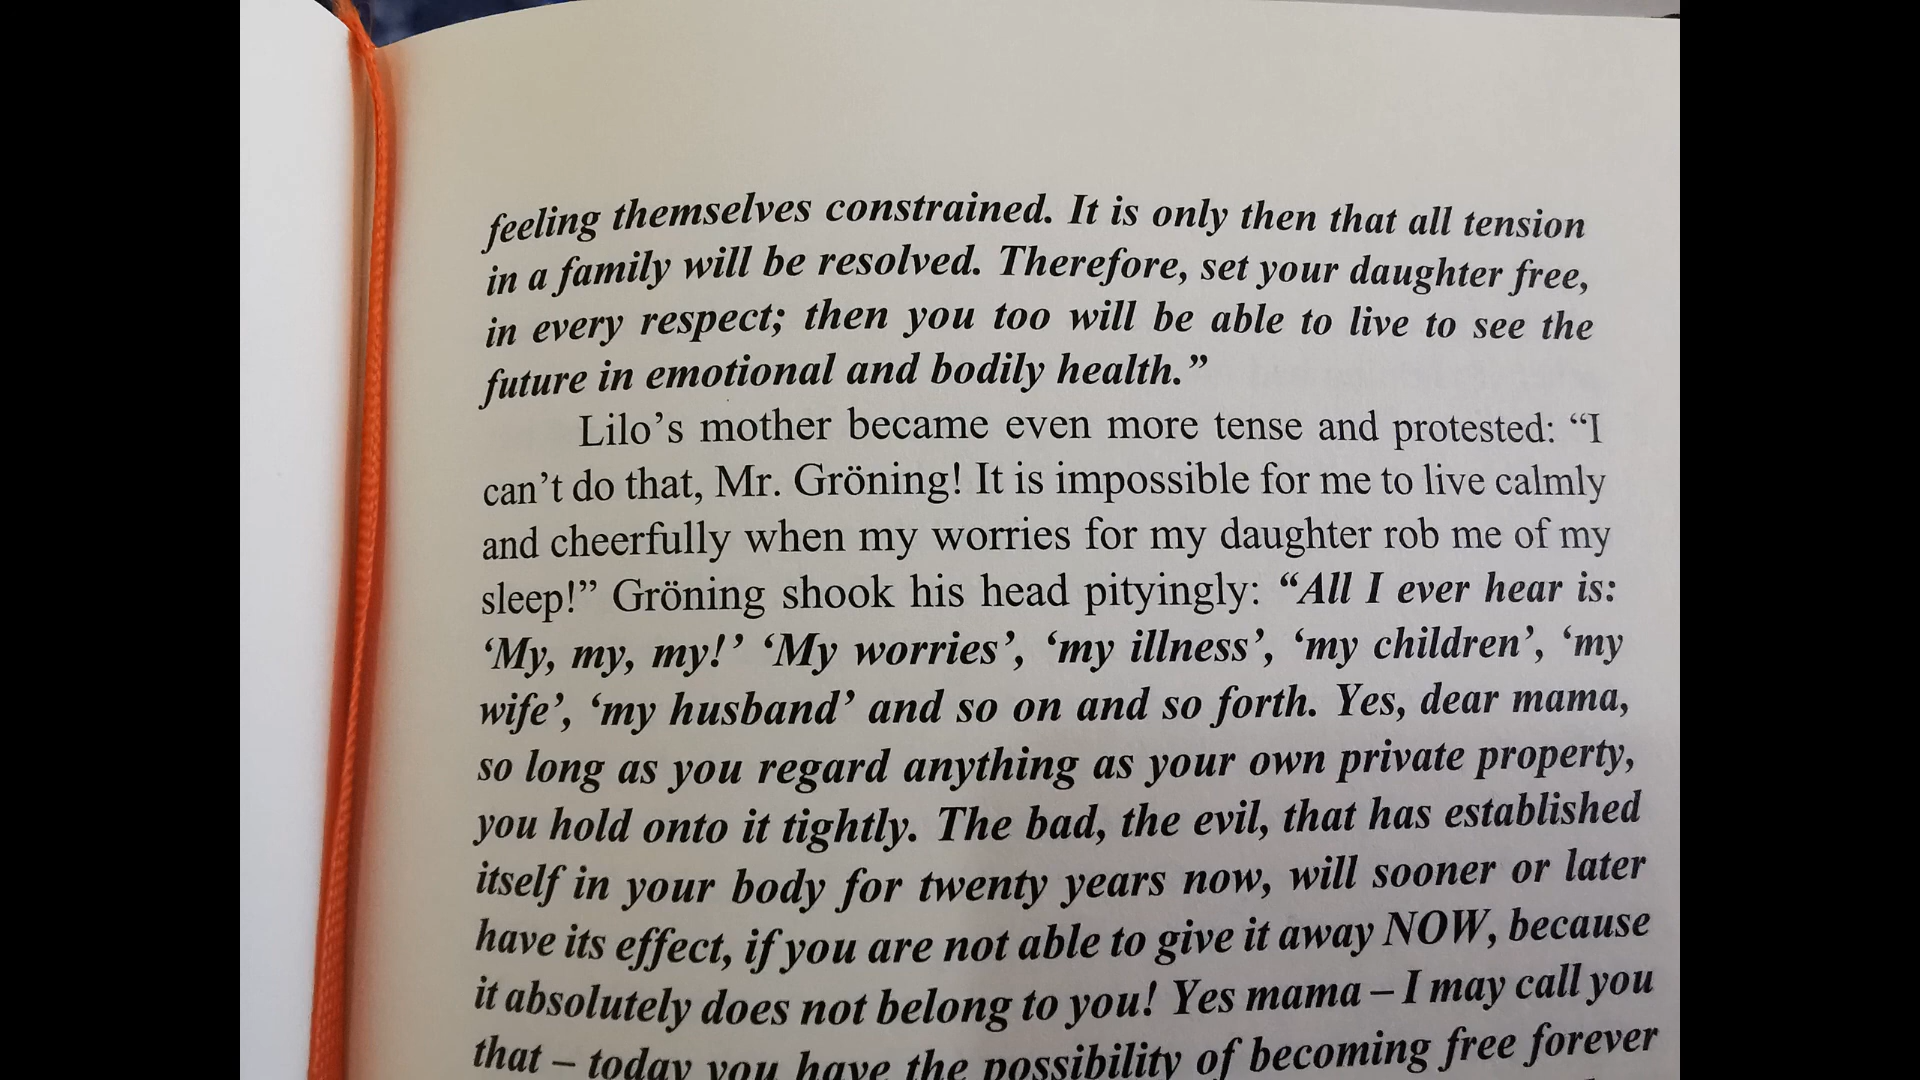 feeling themselves constrained. It is only then that all tension
in a family will be resolved. Therefore, set your daughter free,
in every respect; then you too will be able to live to see the
future in emotional and bodily health.”
Lilo’s mother became even more tense and protested: “I
can’t do that, Mr. Gröning! It is impossible for me to live calmly
and cheerfully when my worries for my daughter rob me of my
sleep!” Gröning shook his head pityingly: “All I ever hear is:
‘My, my, my!’ ‘My worries’, ‘my illness’, ‘my children’, ‘my
wife’, ‘my husband’ and so on and so forth. Yes, dear mama,
so long as you regard anything as your own private property,
you hold onto it tightly. The bad, the evil, that has established
itself in your body for twenty years now, will sooner or later
have its effect, if you are not able to give it away NOW, because
it absolutely does not belong to you! Yes mama – I may call you
that – today you have the possibility of becoming free forever